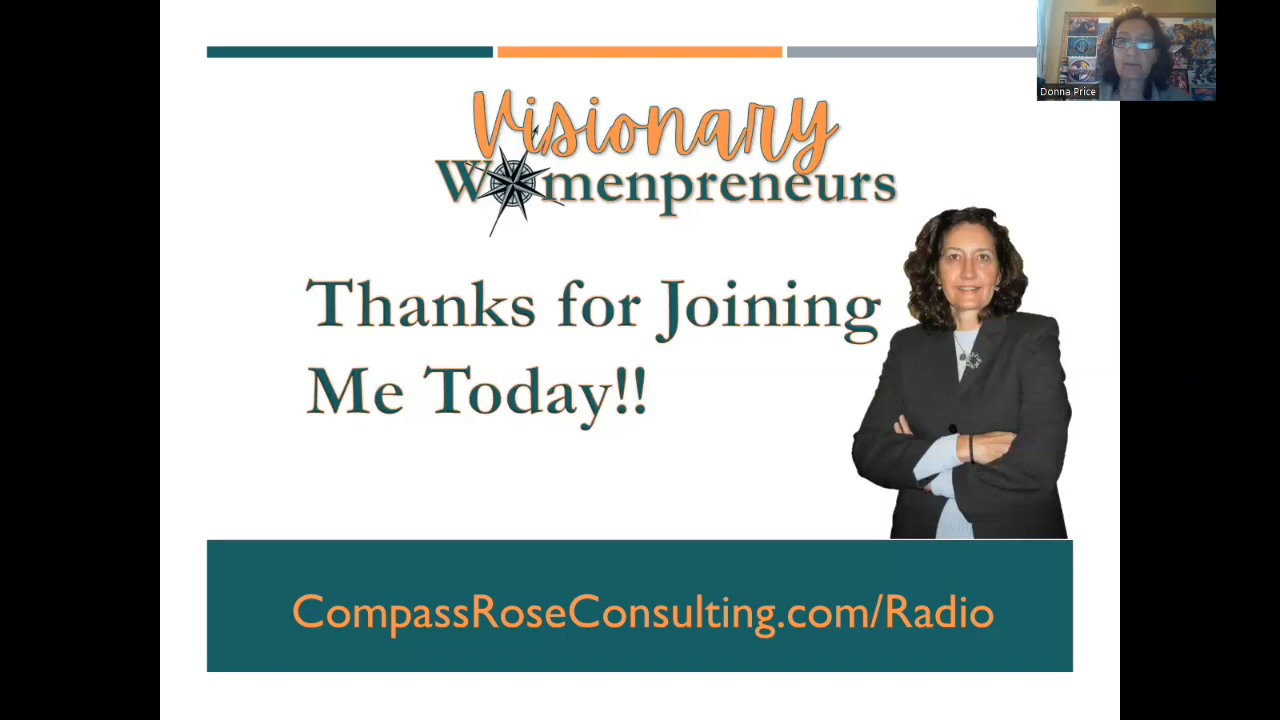 Visionary
Womenpreneurs
Thanks for Joining
Me Today!!
CompassRoseConsulting.com/Radio
Donna Price